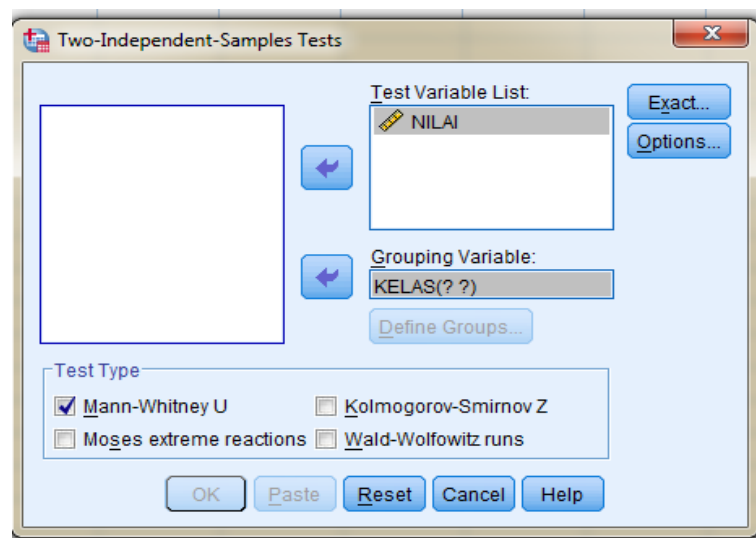 Two-Independent-Samples Tests
Test Variable List:
NILAI
Exact...
Options...
Grouping Variable:
KELAS(? ?)
Define Groups...
Test Type
Mann-Whitney U
Kolmogorov-Smirnov Z
Moses extreme reactions
Wald-Wolfowitz runs
OK
Paste
Reset
Cancel
Help